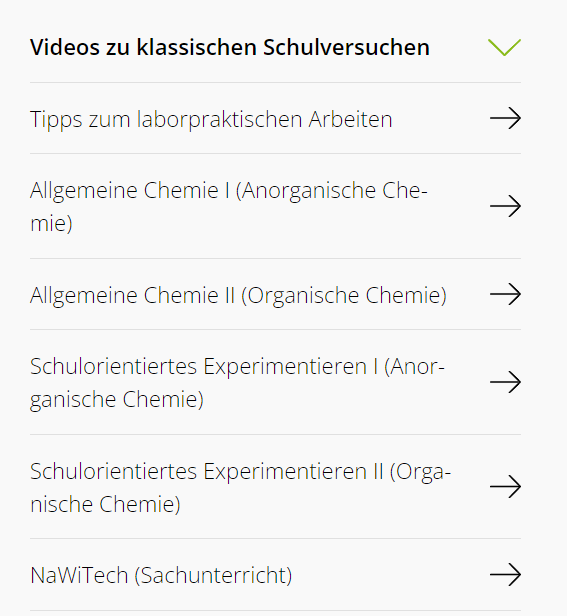 Videos zu klassischen Schulversuchen
Tipps zum laborpraktischen Arbeiten
Allgemeine Chemie I (Anorganische Che-
mie)
Allgemeine Chemie II (Organische Chemie)
Schulorientiertes Experimentieren I (Anor-
ganische Chemie)
Schulorientiertes Experimentieren II (Orga-
nische Chemie)
NaWiTech (Sachunterricht)